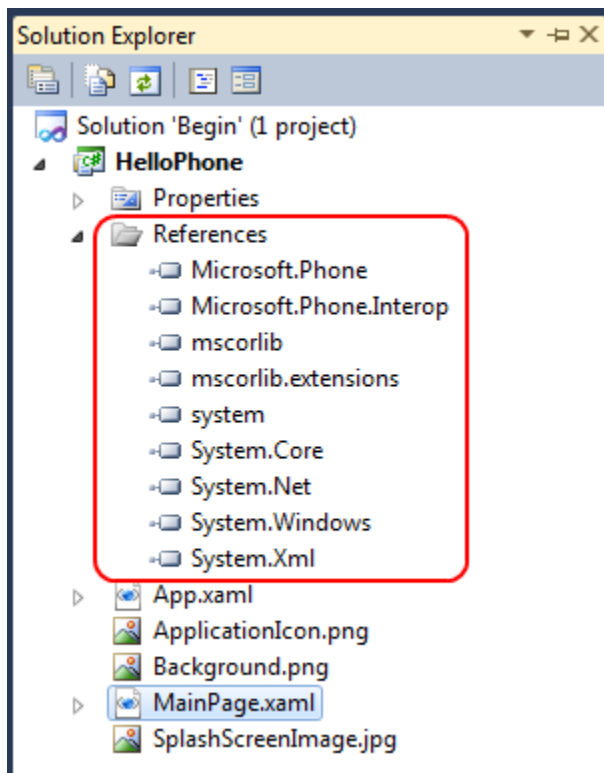 Solution Explorer
Solution 'Begin' (1 project)
HelloPhone
Properties
References
Microsoft.Phone
Microsoft.Phone.Interop
mscorlib
mscorlib.extensions
system
System.Core
System.Net
System.Windows
System.Xml
App.xaml
ApplicationIcon.png
Background.png
MainPage.xaml
SplashScreenImage.jpg